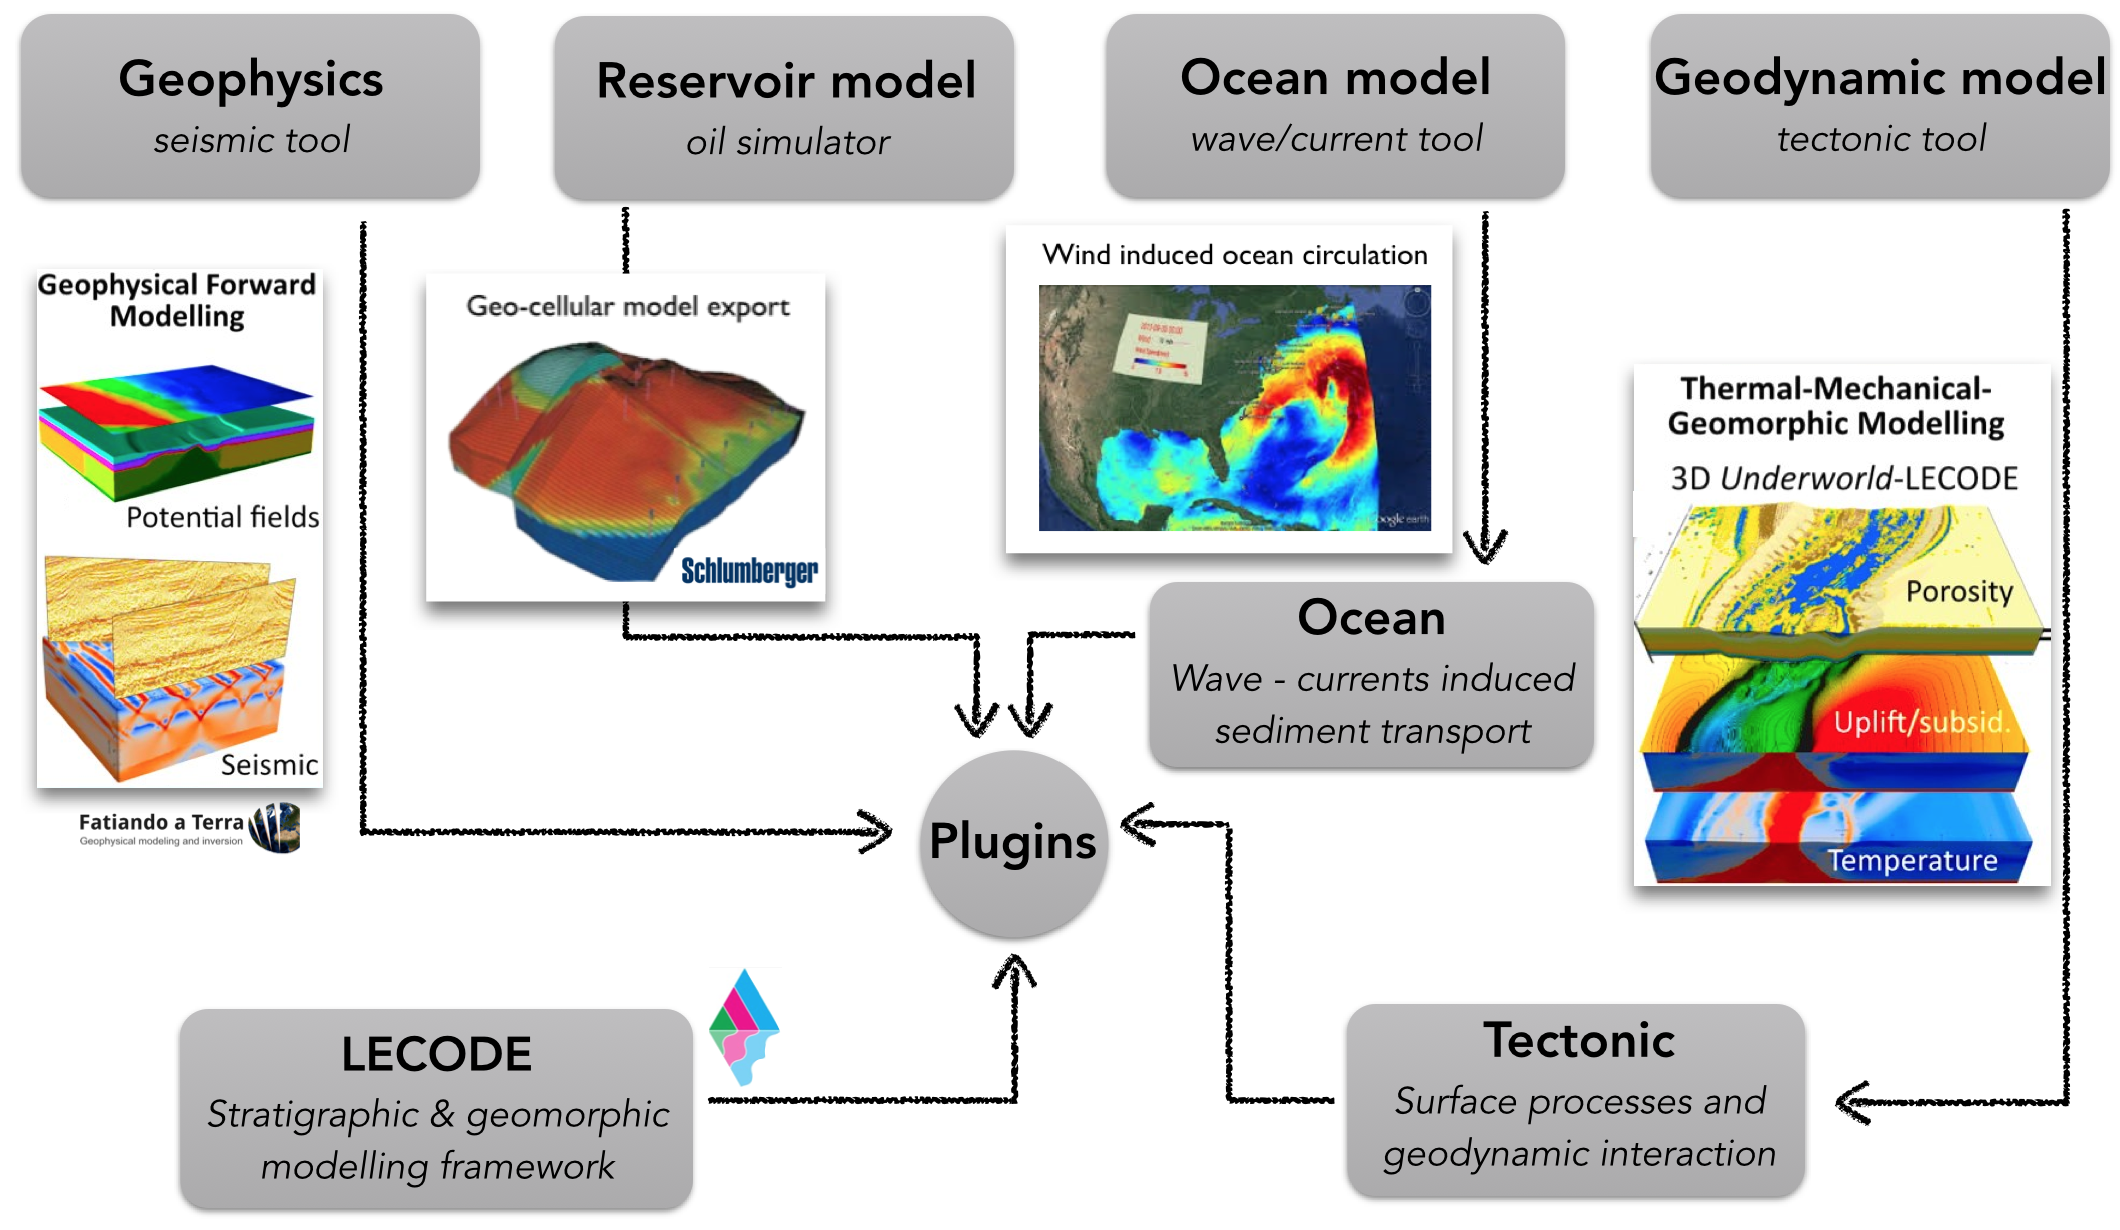 Geophysics
seismic tool
Reservoir model
oil simulator
Ocean model
wave/current tool
Geodynamic model
tectonic tool
Geophysical Forward
Modelling
Potential fields
Seismic
Fatiando a Terra
Geophysical modeling and inversion
Geo-cellular model export
Schlumberger
Wind induced ocean circulation
earth
Ocean
Wave - currents induced
sediment transport
Thermal-Mechanical-
Geomorphic Modelling
3D Underworld-LECODE
Porosity
Uplift/subsid.
Temperature
Plugins
LECODE
Stratigraphic & geomorphic
modelling framework
Tectonic
Surface processes and
geodynamic interaction